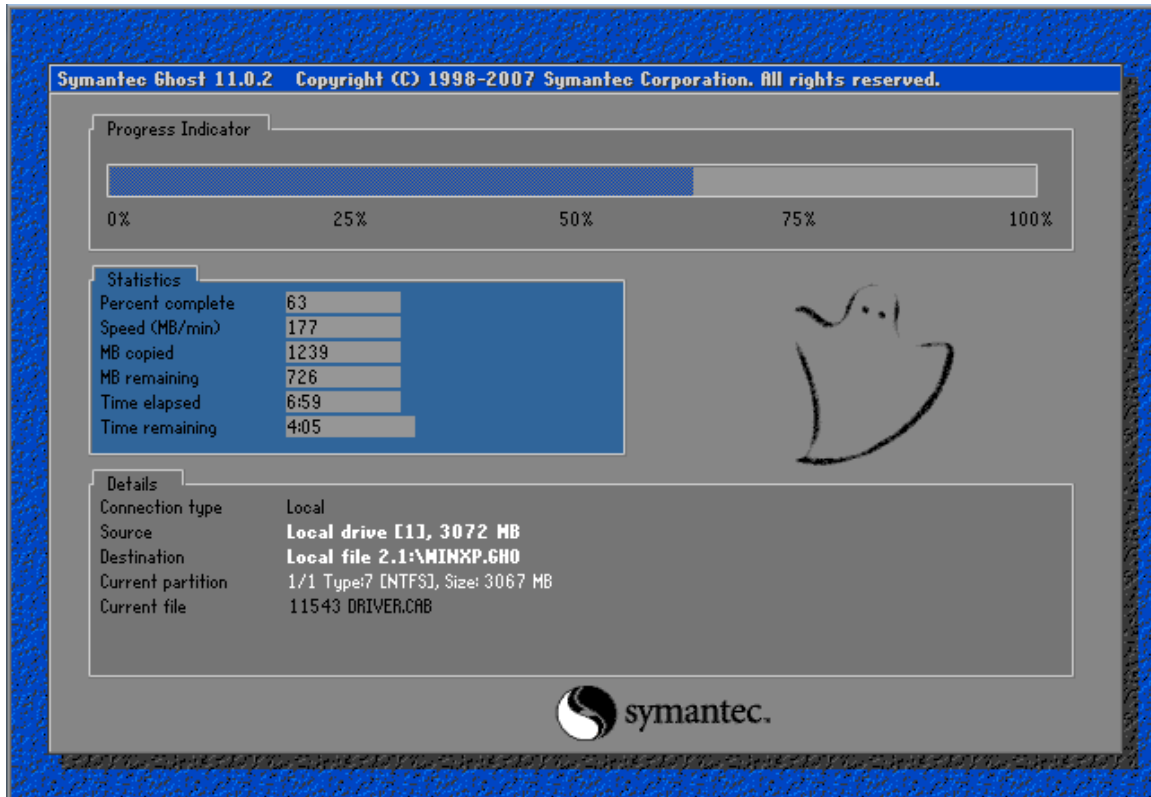 Symantec Ghost 11.0.2 Copyright (C) 1998-2007 Symantec Corporation. All rights reserved.
Progress Indicator
0% 25% 50% 75% 100%
Statistics
Percent complete 63
Speed (MB/min) 177
MB copied 1239
MB remaining 726
Time elapsed 6:59
Time remaining 4:05
Details
Connection type Local
Source Local drive [1], 3072 MB
Destination Local file 2.1:\WINXP.GHO
Current partition 1/1 Type:7 [NTFS], Size: 3067 MB
Current file 11543 DRIVER.CAB
symantec.